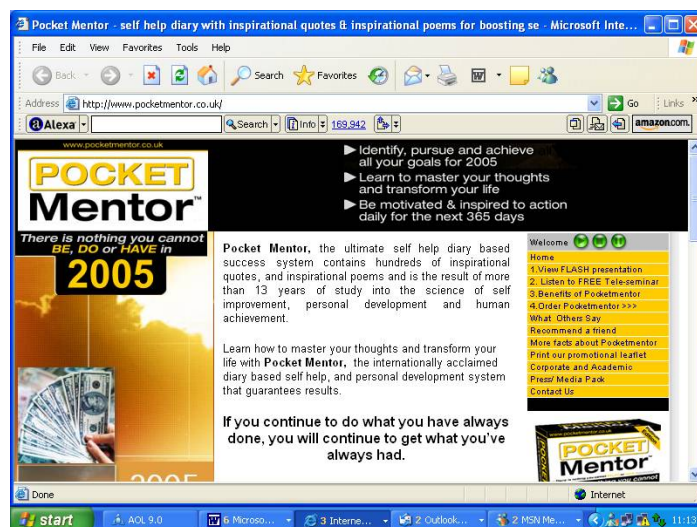 Pocket Mentor - self help diary with inspirational quotes & inspirational poems for boosting se - Microsoft Inte...
File Edit View Favorites Tools Help
Back Search Favorites
Address http://www.pocketmentor.co.uk/ Go Links »
Alexa Search Info 169,942 amazon.com.
www.pocketmentor.co.uk
POCKET
Mentor™
There is nothing you cannot
BE, DO or HAVE in
2005
Identify, pursue and achieve
all your goals for 2005
Learn to master your thoughts
and transform your life
Be motivated & inspired to action
daily for the next 365 days
Pocket Mentor, the ultimate self help diary based
success system contains hundreds of inspirational
quotes, and inspirational poems and is the result of more
than 13 years of study into the science of self
improvement, personal development and human
achievement.
Learn how to master your thoughts and transform your
life with Pocket Mentor, the internationally acclaimed
diary based self help, and personal development system
that guarantees results.
If you continue to do what you have always
done, you will continue to get what you've
always had.
Welcome
Home
1.View FLASH presentation
2. Listen to FREE Tele-seminar
3.Benefits of Pocketmentor
4.Order Pocketmentor >>>
What Others Say
Recommend a friend
More facts about Pocketmentor
Print our promotional leaflet
Corporate and Academic
Press/ Media Pack
Contact Us
POCKET
Mentor
2005
Done Internet
start AOL 9.0 6 Microso... 3 Interne... 2 Outlook... 2 MSN Me... 11:13